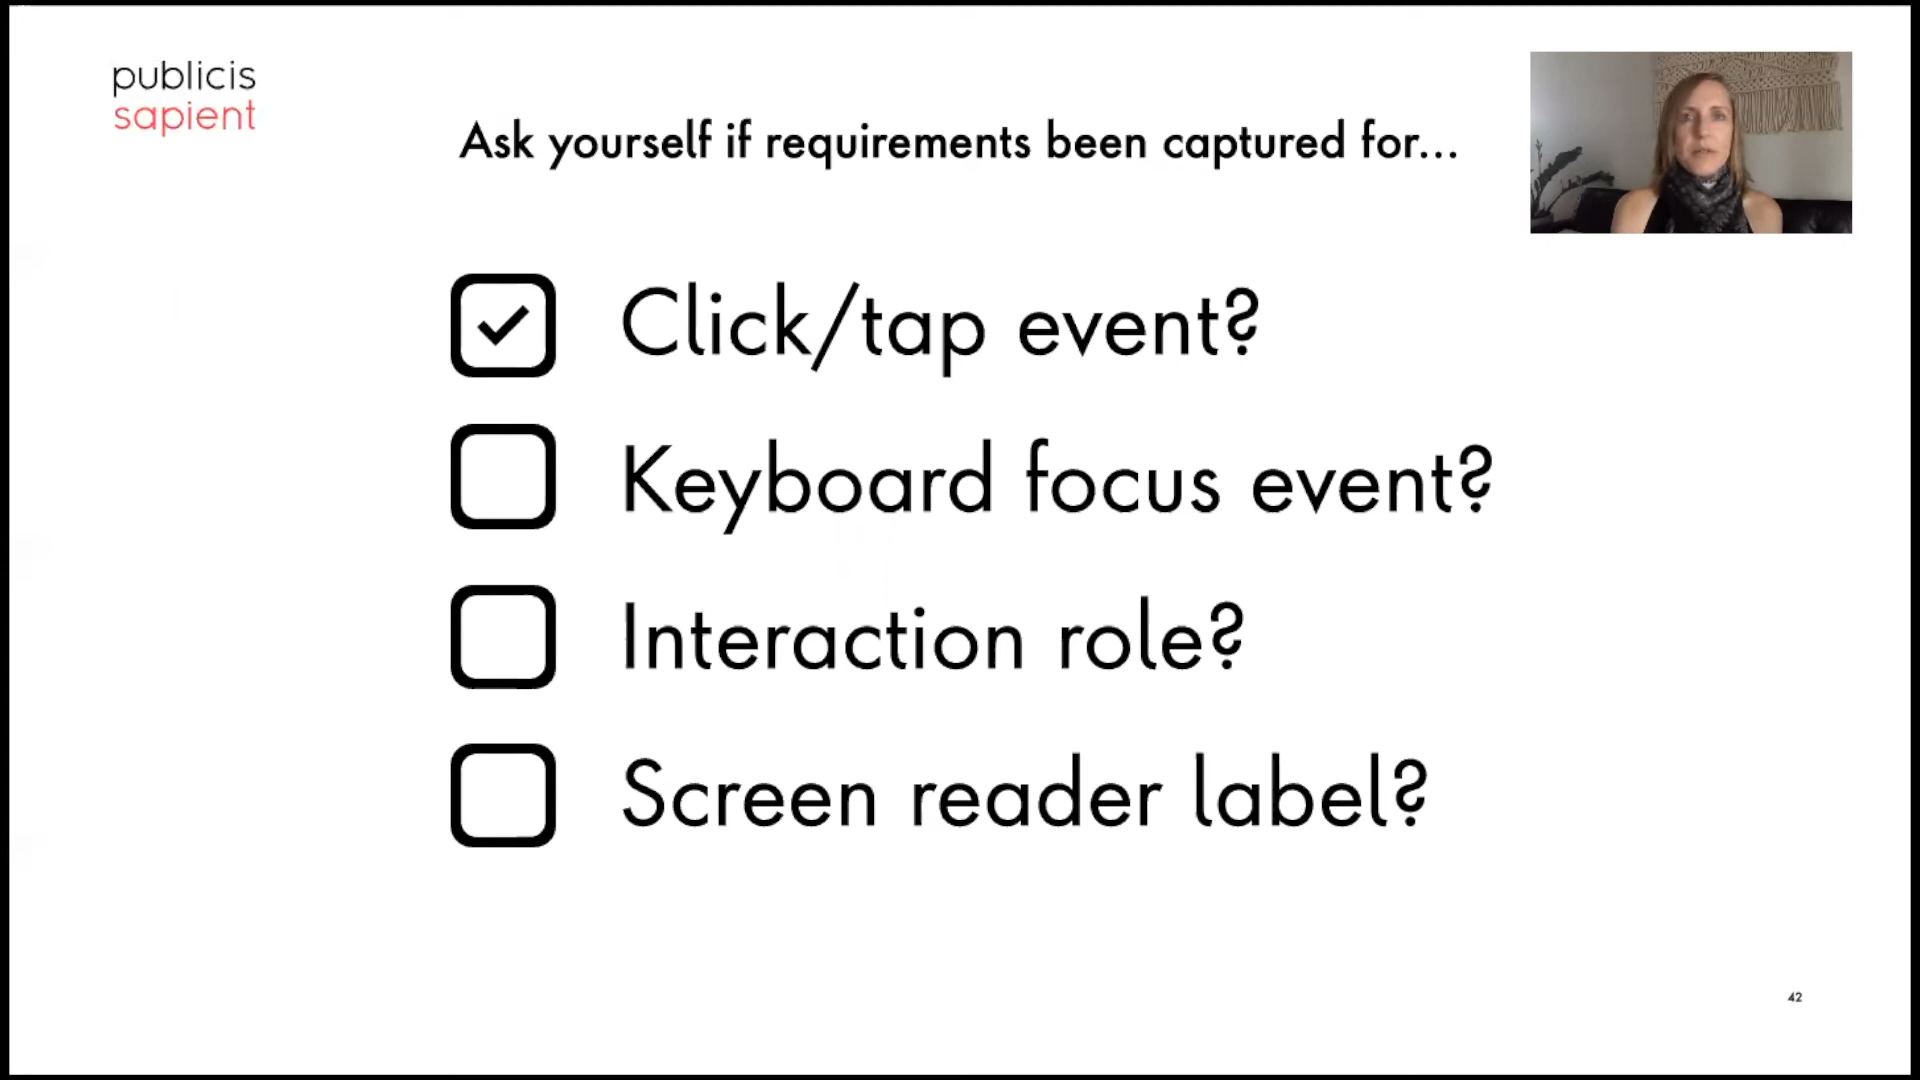 publicis
sapient
Ask yourself if requirements been captured for...
Click/tap event?
Keyboard focus event?
Interaction role?
Screen reader label?
42